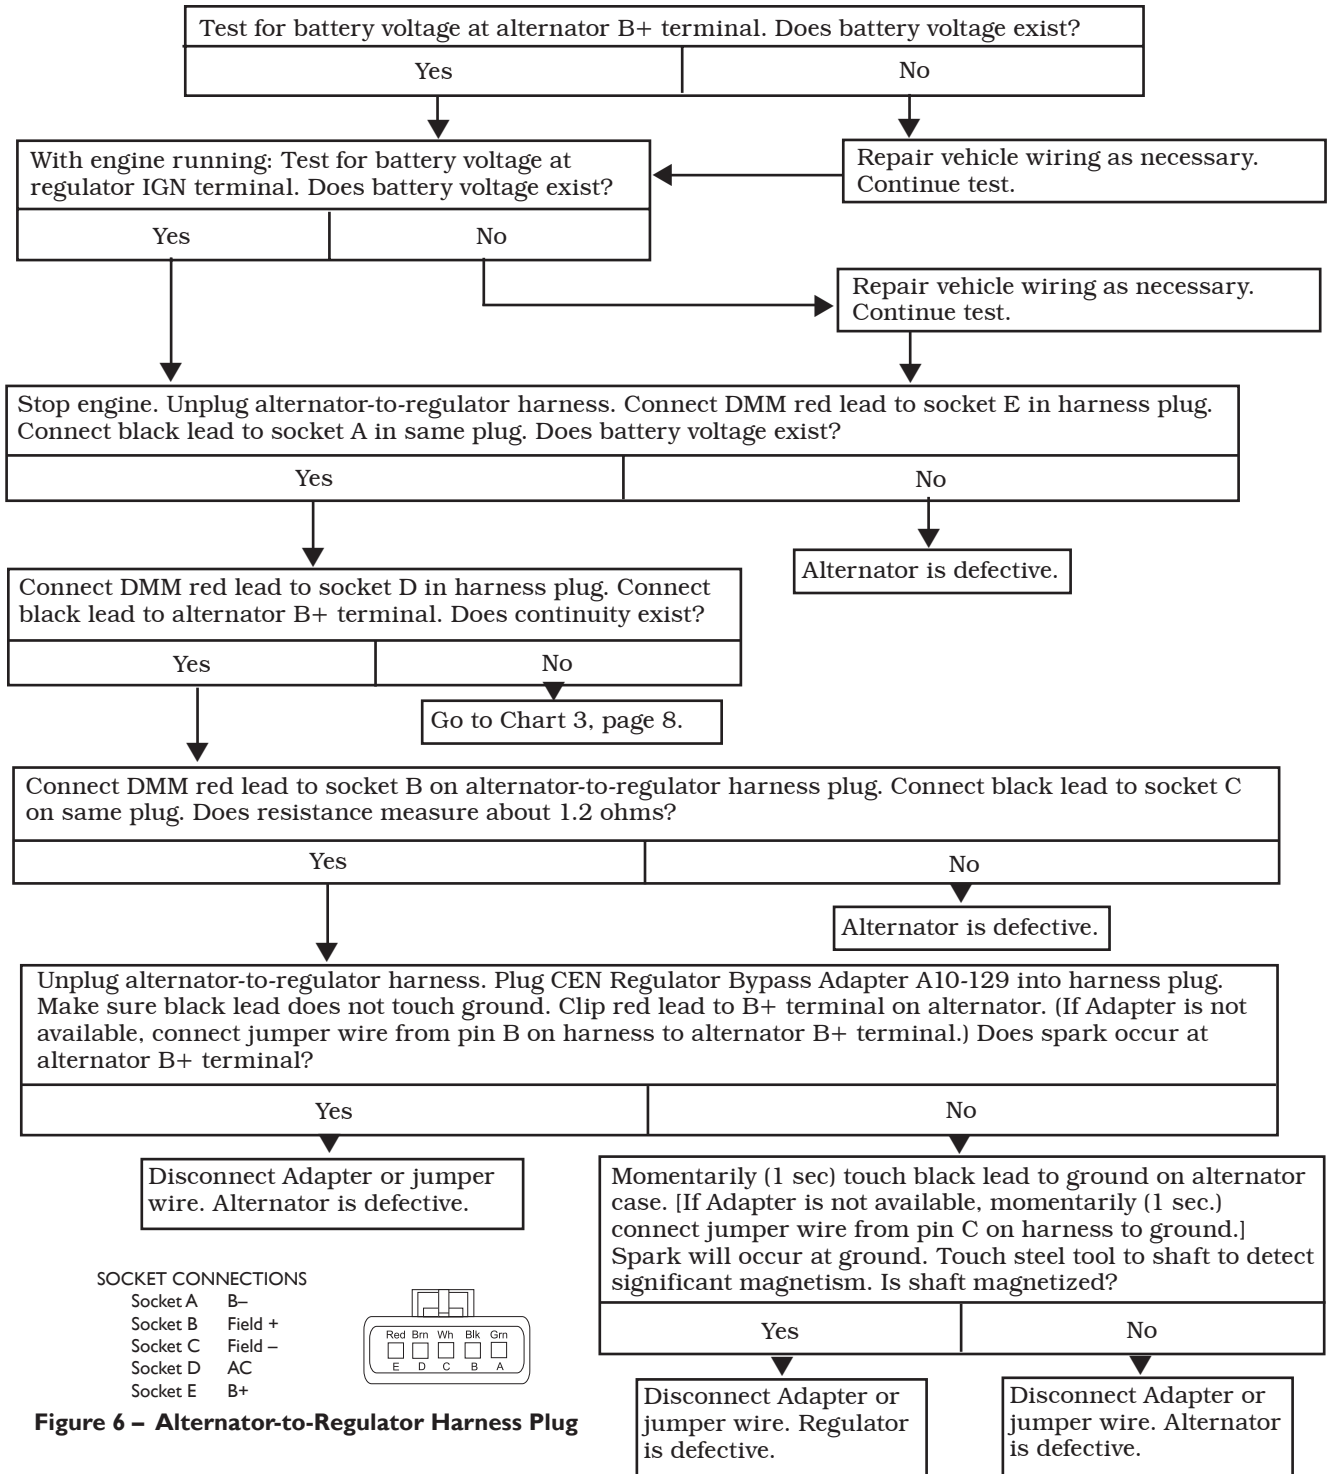 Test for battery voltage at alternator B+ terminal. Does battery voltage exist?
Yes
No
With engine running: Test for battery voltage at
regulator IGN terminal. Does battery voltage exist?
Yes
No
Repair vehicle wiring as necessary.
Continue test.
Repair vehicle wiring as necessary.
Continue test.
Stop engine. Unplug alternator-to-regulator harness. Connect DMM red lead to socket E in harness plug.
Connect black lead to socket A in same plug. Does battery voltage exist?
Yes
No
Alternator is defective.
Connect DMM red lead to socket D in harness plug. Connect
black lead to alternator B+ terminal. Does continuity exist?
Yes
No
Go to Chart 3, page 8.
Connect DMM red lead to socket B on alternator-to-regulator harness plug. Connect black lead to socket C
on same plug. Does resistance measure about 1.2 ohms?
Yes
No
Alternator is defective.
Unplug alternator-to-regulator harness. Plug CEN Regulator Bypass Adapter A10-129 into harness plug.
Make sure black lead does not touch ground. Clip red lead to B+ terminal on alternator. (If Adapter is not
available, connect jumper wire from pin B on harness to alternator B+ terminal.) Does spark occur at
alternator B+ terminal?
Yes
No
Disconnect Adapter or jumper
wire. Alternator is defective.
Momentarily (1 sec) touch black lead to ground on alternator
case. [If Adapter is not available, momentarily (1 sec.)
connect jumper wire from pin C on harness to ground.]
Spark will occur at ground. Touch steel tool to shaft to detect
significant magnetism. Is shaft magnetized?
Yes
No
Disconnect Adapter or
jumper wire. Regulator
is defective.
Disconnect Adapter or
jumper wire. Alternator
is defective.
SOCKET CONNECTIONS
Socket A B–
Socket B Field +
Socket C Field –
Socket D AC
Socket E B+
Red Brn Wh Blk Grn
E D C B A
Figure 6 – Alternator-to-Regulator Harness Plug